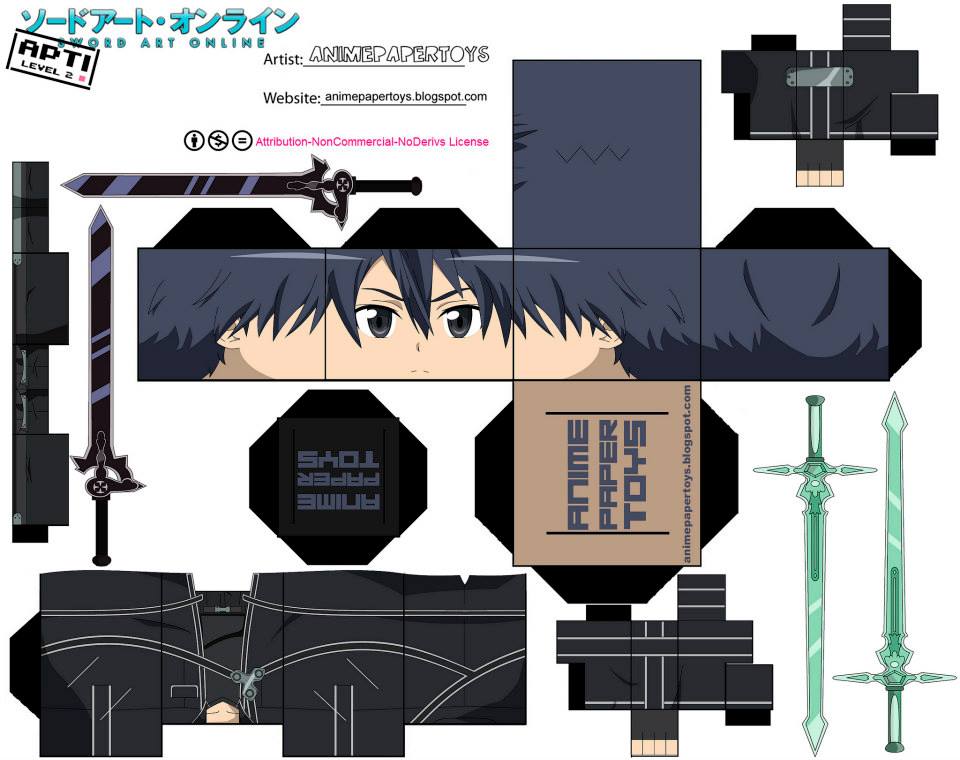 ソードアート・オンライン
SWORD ART ONLINE
APTI
LEVEL 2
Artist: ANIMEPAPERTOYS
Website: animepapertoys.blogspot.com
Attribution-NonCommercial-NoDerivs License
ANIME
PAPER
TOYS
ANIME
PAPER
TOYS
animepapertoys.blogspot.com